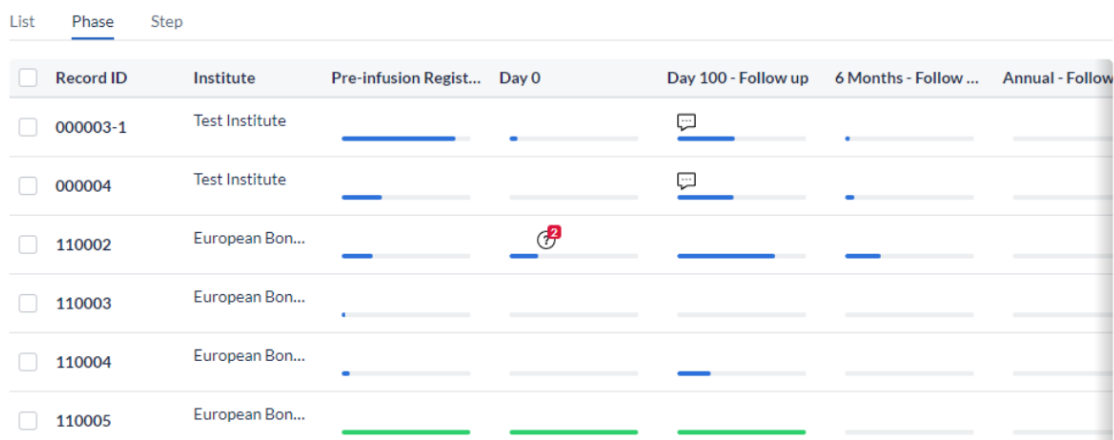 List Phase Step
Record ID Institute Pre-infusion Regist... Day 0 Day 100 - Follow up 6 Months - Follow ... Annual - Follow
000003-1 Test Institute
000004 Test Institute
110002 European Bon... 2
110003 European Bon...
110004 European Bon...
110005 European Bon...